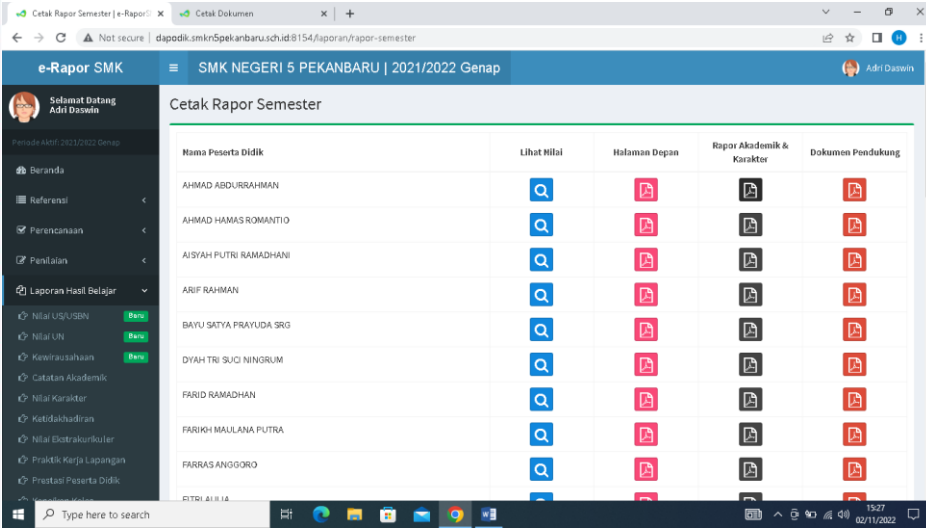 Cetak Rapor Semester | e-Rapor S
Cetak Dokumen
Not secure | dapodik.smkn5pekanbaru.sch.id:8154/laporan/rapor-semester
H
e-Rapor SMK
SMK NEGERI 5 PEKANBARU | 2021/2022 Genap
Adri Daswin
Selamat Datang
Adri Daswin
Periode Aktif: 2021/2022 Genap
Beranda
Referensi
Perencanaan
Penilaian
Laporan Hasil Belajar
Nilai US/USBN Baru
Nilai UN Baru
Kewirausahaan Baru
Catatan Akademik
Nilai Karakter
Ketidakhadiran
Nilai Ekstrakurikuler
Praktik Kerja Lapangan
Prestasi Peserta Didik
Cetak Rapor Semester
Nama Peserta Didik
Lihat Nilai
Halaman Depan
Rapor Akademik &
Karakter
Dokumen Pendukung
AHMAD ABDURRAHMAN
AHMAD HAMAS ROMANTIO
AISYAH PUTRI RAMADHANI
ARIF RAHMAN
BAYU SATYA PRAYUDA SRG
DYAH TRI SUCI NINGRUM
FARID RAMADHAN
FARIKH MAULANA PUTRA
FARRAS ANGGORO
FITRI AULIA
Type here to search
15:27
02/11/2022